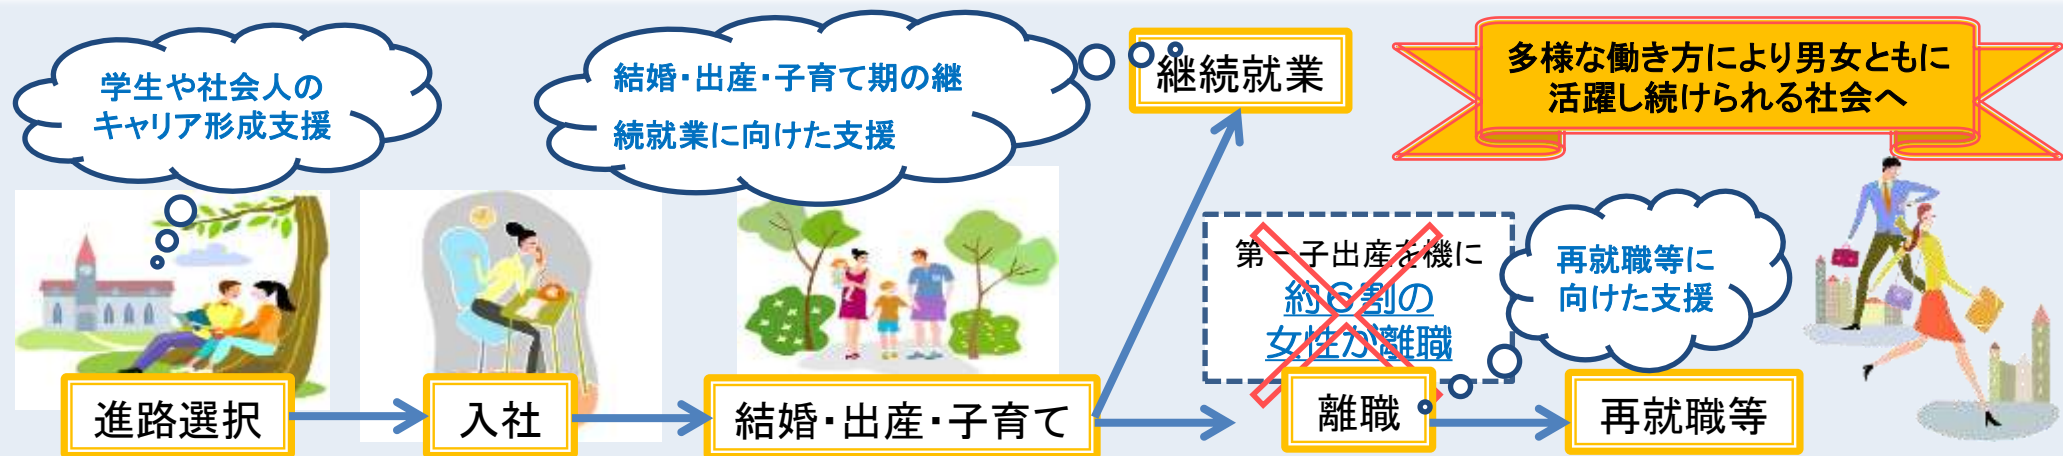 学生や社会人の
キャリア形成支援
結婚・出産・子育て期の継
続就業に向けた支援
継続就業
多様な働き方により男女ともに
活躍し続けられる社会へ
第一子出産を機に
約６割の
女性が離職
再就職等に
向けた支援
進路選択
入社
結婚・出産・子育て
離職
再就職等